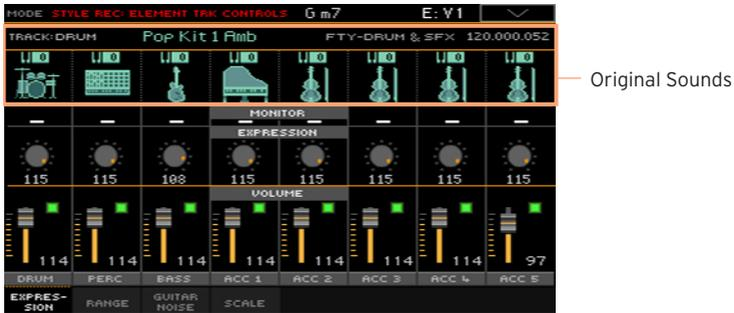 MODE STYLE REC: ELEMENT TRK CONTROLS G m7 E: V1
TRACK:DRUM Pop Kit 1 Amb FTY-DRUM & SFX 120.000.052
0 0 0 0 0 0 0 0
Original Sounds
MONITOR
EXPRESSION
115 115 108 115 115 115 115 115
VOLUME
114 114 114 114 114 114 114 97
DRUM PERC BASS ACC 1 ACC 2 ACC 3 ACC 4 ACC 5
EXPRES-
SION RANGE GUITAR
NOISE SCALE